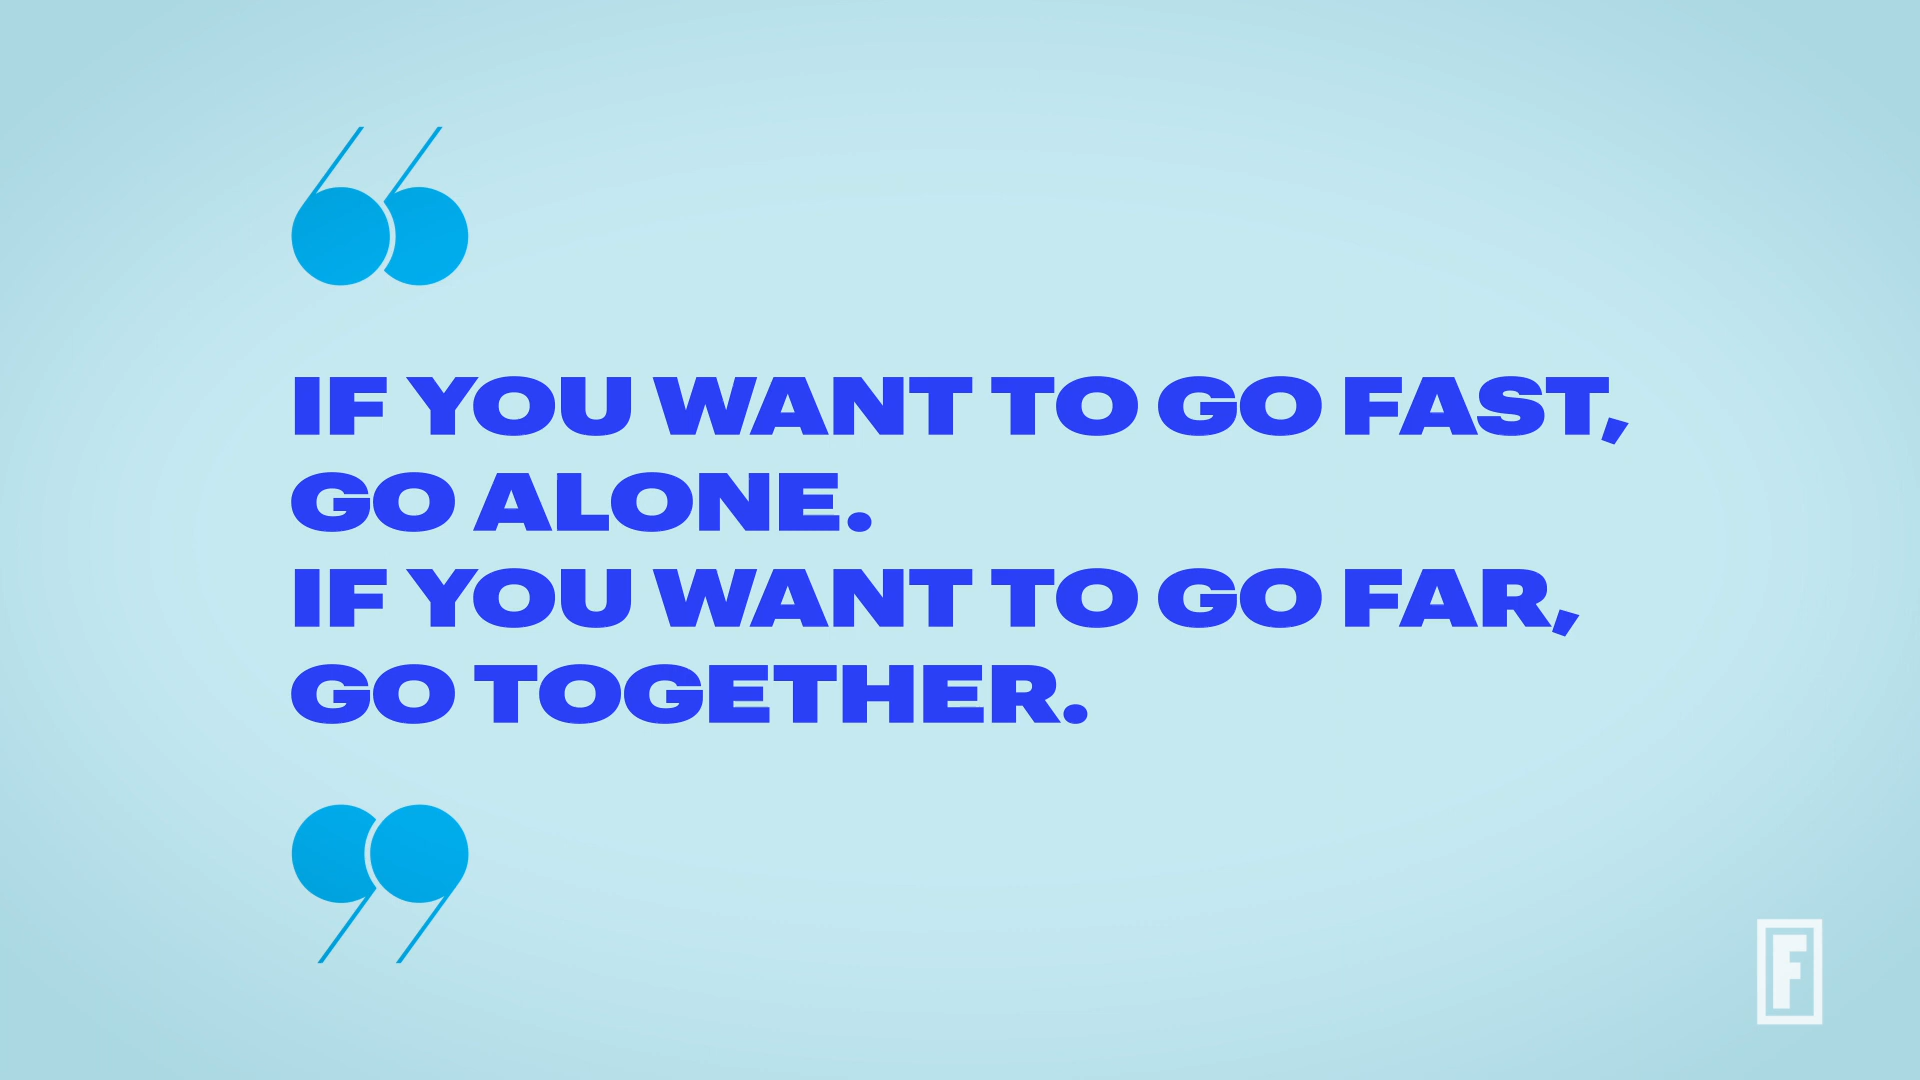 “
IF YOU WANT TO GO FAST,
GO ALONE.
IF YOU WANT TO GO FAR,
GO TOGETHER.
”
F